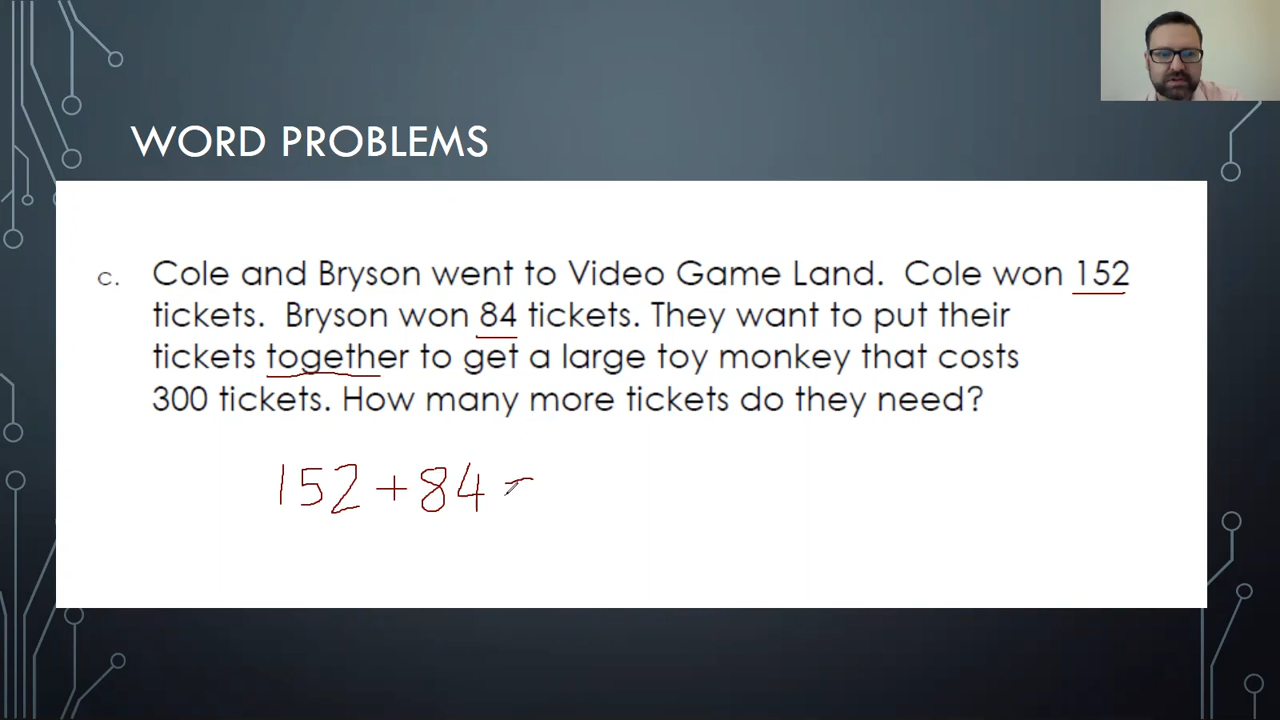 WORD PROBLEMS
c. Cole and Bryson went to Video Game Land. Cole won 152
tickets. Bryson won 84 tickets. They want to put their
tickets together to get a large toy monkey that costs
300 tickets. How many more tickets do they need?
152+84=